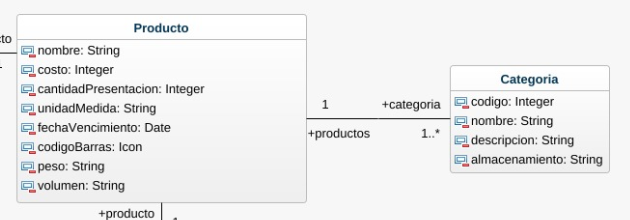 Producto
cto
nombre: String
costo: Integer
cantidadPresentacion: Integer
unidadMedida: String
fechaVencimiento: Date
codigoBarras: Icon
peso: String
volumen: String
1
+categoria
+productos
1..*
Categoria
codigo: Integer
nombre: String
descripcion: String
almacenamiento: String
+producto
1